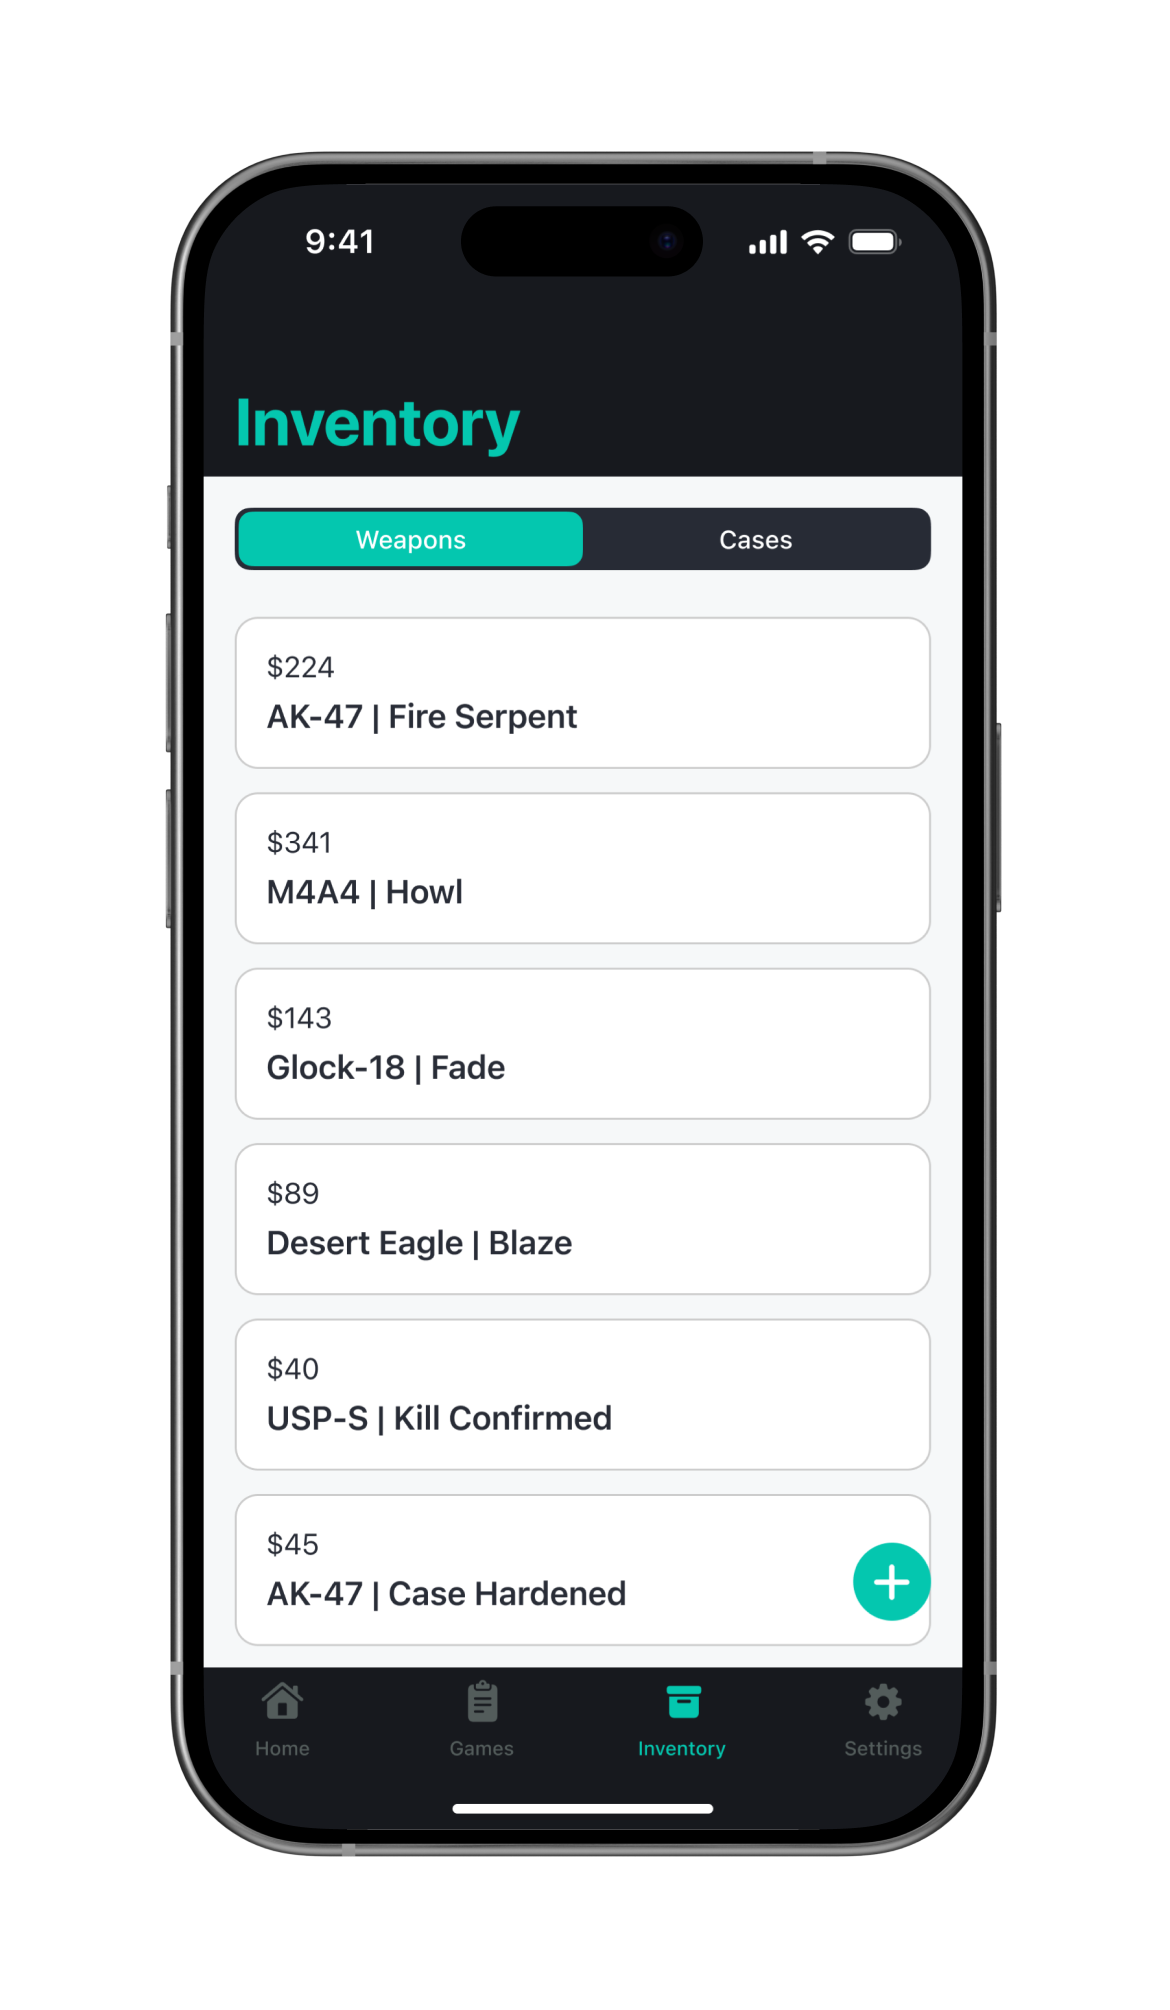 9:41
Inventory
Weapons
Cases
$224
AK-47 | Fire Serpent
$341
M4A4 | Howl
$143
Glock-18 | Fade
$89
Desert Eagle | Blaze
$40
USP-S | Kill Confirmed
$45
AK-47 | Case Hardened
Home
Games
Inventory
Settings